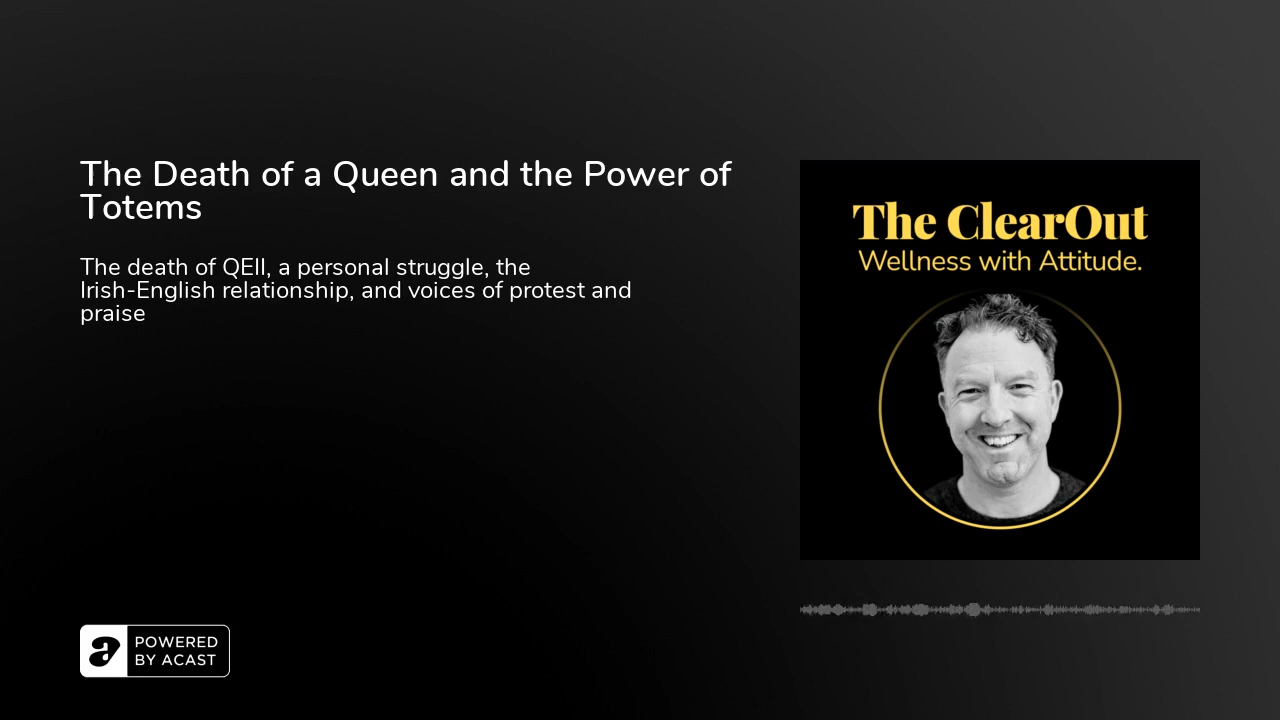 The Death of a Queen and the Power of
Totems
The death of QEII, a personal struggle, the
Irish-English relationship, and voices of protest and
praise
The ClearOut
Wellness with Attitude.
a
POWERED
BY ACAST